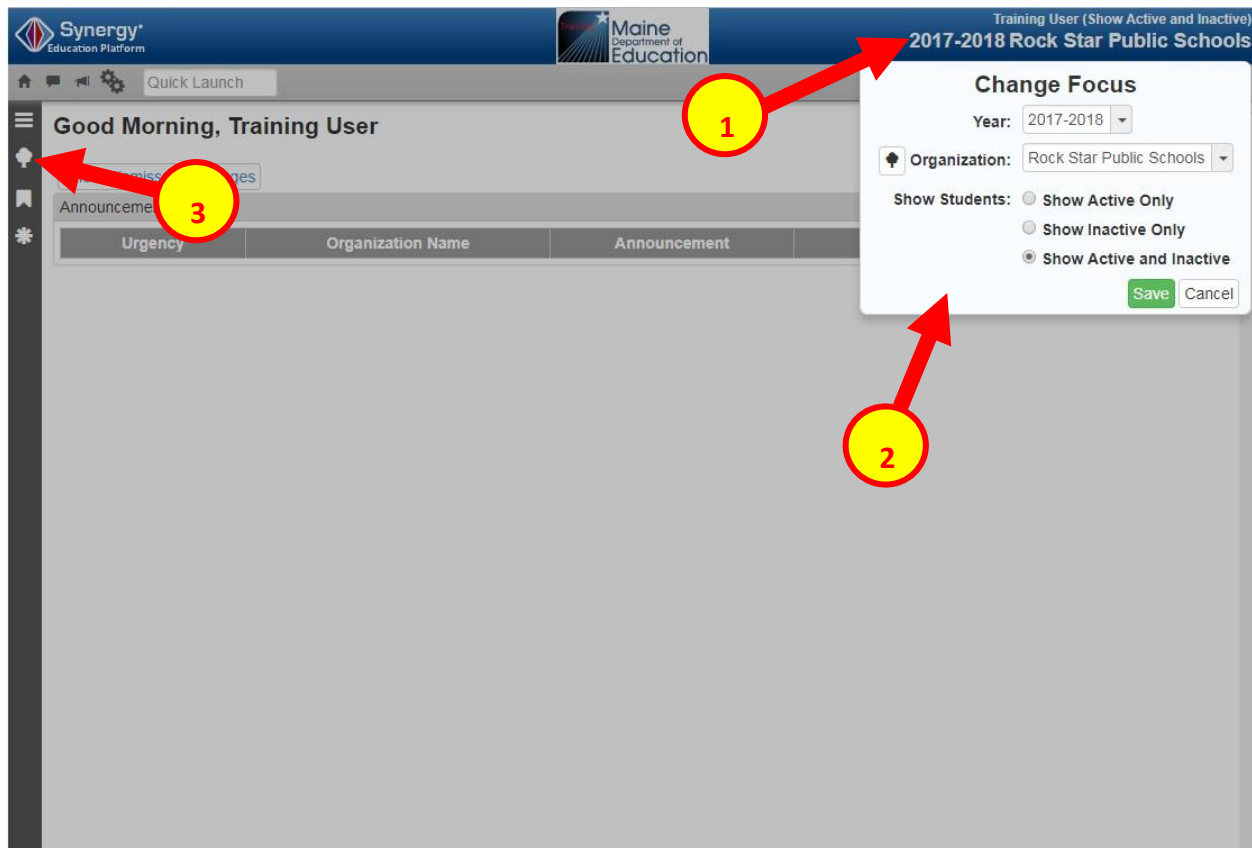 Synergy
Education Platform
Training
Maine
Department of
Education
Training User (Show Active and Inactive)
2017-2018 Rock Star Public Schools
Quick Launch
Change Focus
Year: 2017-2018
Organization: Rock Star Public Schools
Show Students: Show Active Only
Show Inactive Only
Show Active and Inactive
Save Cancel
1
Good Morning, Training User
3
Urgency Organization Name Announcement
2